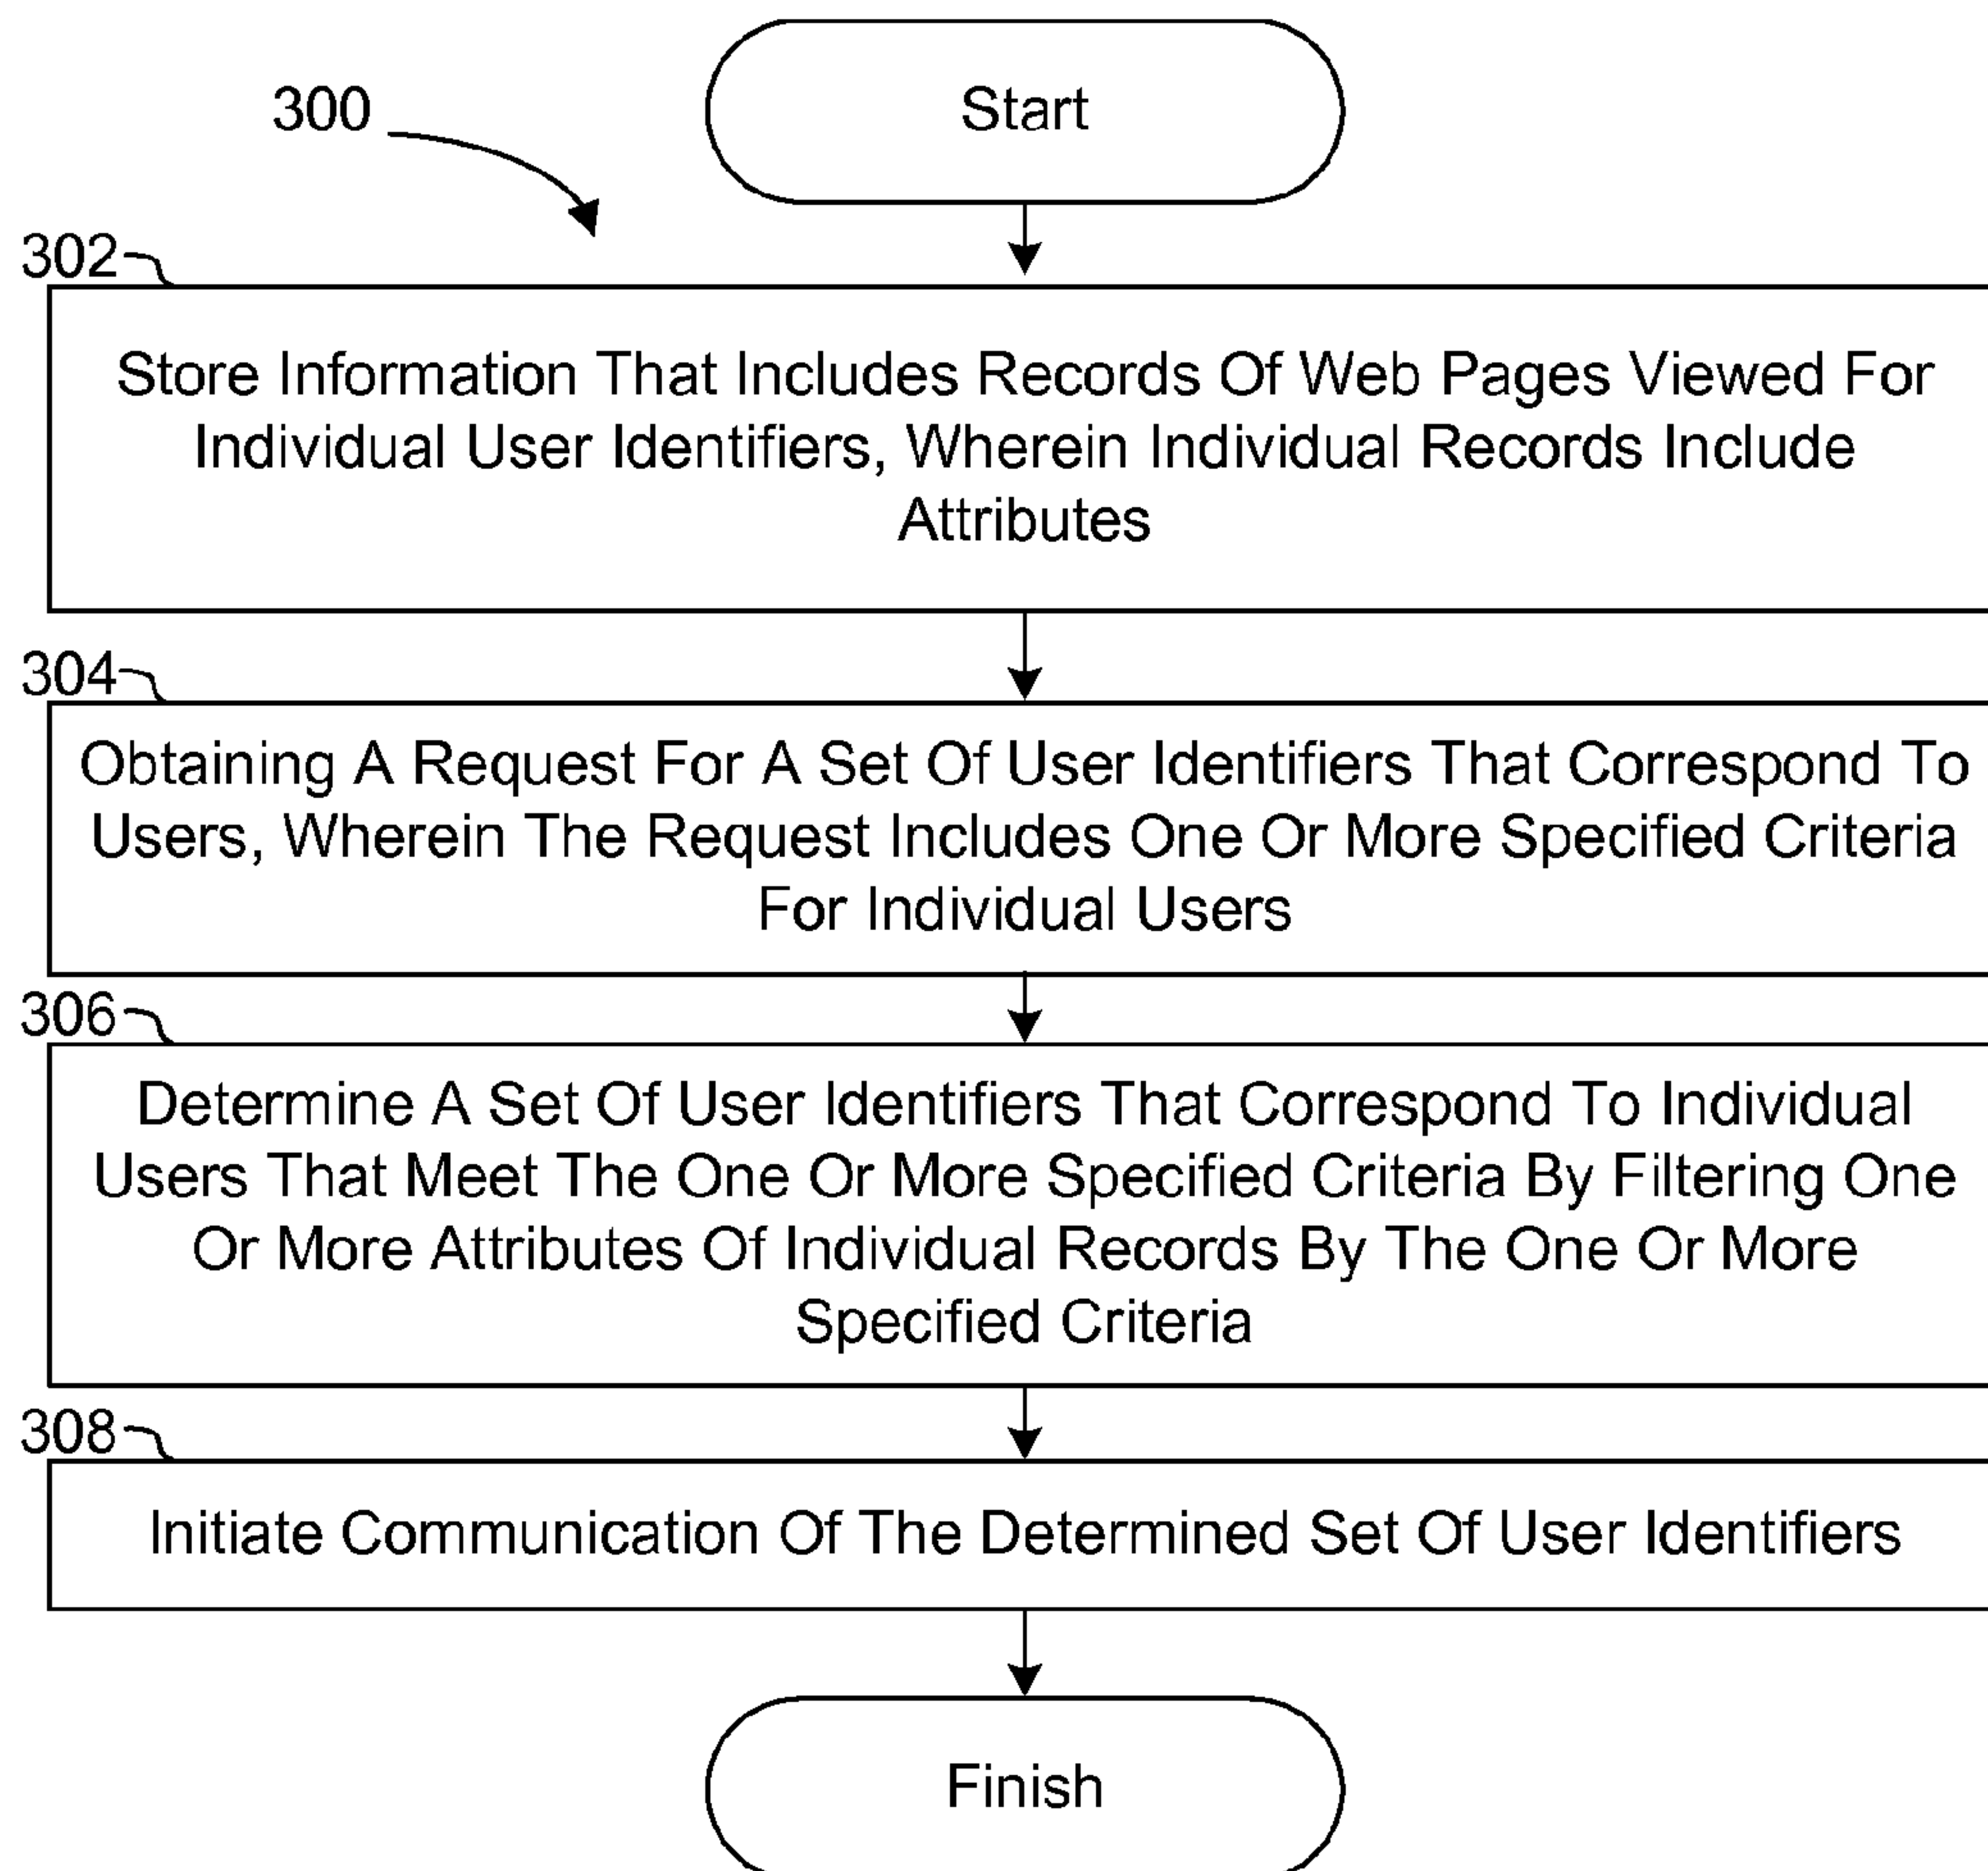 Start
300
302
Store Information That Includes Records Of Web Pages Viewed For
Individual User Identifiers, Wherein Individual Records Include
Attributes
304
Obtaining A Request For A Set Of User Identifiers That Correspond To
Users, Wherein The Request Includes One Or More Specified Criteria
For Individual Users
306
Determine A Set Of User Identifiers That Correspond To Individual
Users That Meet The One Or More Specified Criteria By Filtering One
Or More Attributes Of Individual Records By The One Or More
Specified Criteria
308
Initiate Communication Of The Determined Set Of User Identifiers
Finish